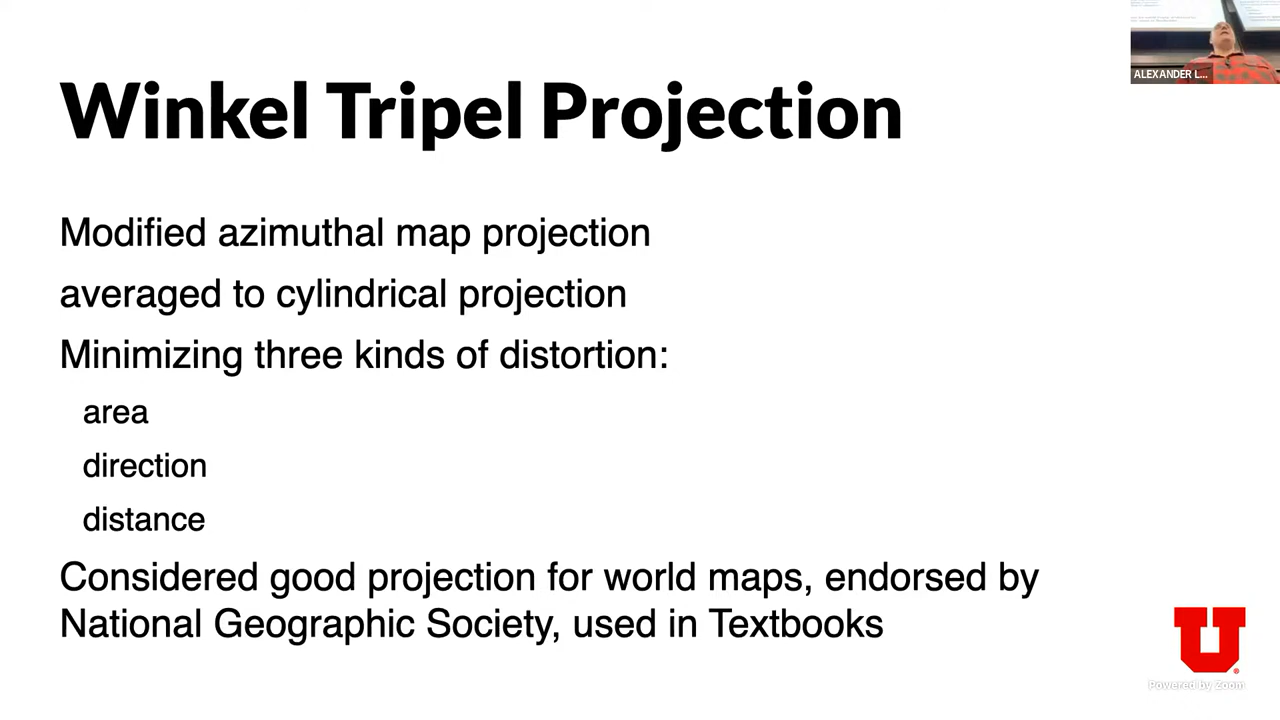 ALEXANDER L...
Winkel Tripel Projection
Modified azimuthal map projection
averaged to cylindrical projection
Minimizing three kinds of distortion:
area
direction
distance
Considered good projection for world maps, endorsed by
National Geographic Society, used in Textbooks
U
Powered by Zoom